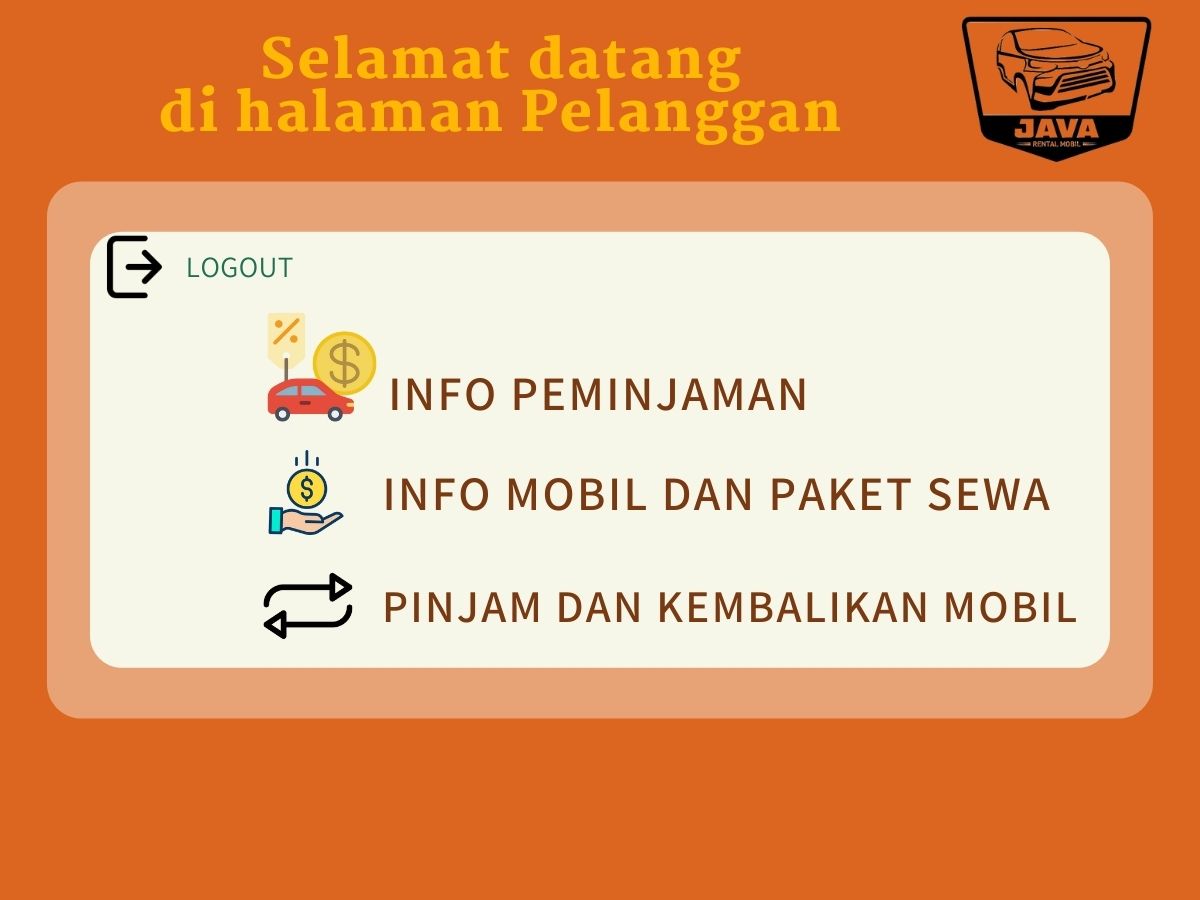 Selamat datang
di halaman Pelanggan
JAVA
RENTAL MOBIL
LOGOUT
INFO PEMINJAMAN
INFO MOBIL DAN PAKET SEWA
PINJAM DAN KEMBALIKAN MOBIL